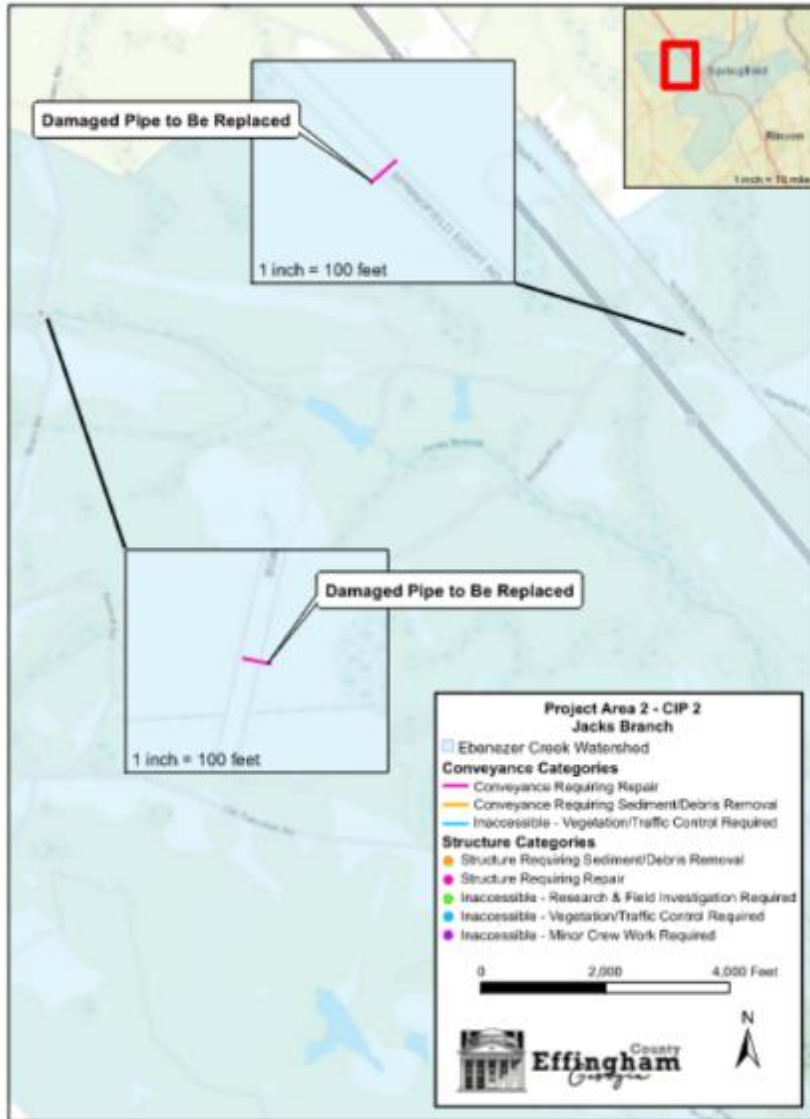 Springfield
Rincon
Damaged Pipe to Be Replaced
SPRINGFIELD EGYPT RD
1 inch = 100 feet
Damaged Pipe to Be Replaced
1 inch = 100 feet
Project Area 2 - CIP 2
Jacks Branch
Ebenezer Creek Watershed
Conveyance Categories
Conveyance Requiring Repair
Conveyance Requiring Sediment/Debris Removal
Inaccessible - Vegetation/Traffic Control Required
Structure Categories
Structure Requiring Sediment/Debris Removal
Structure Requiring Repair
Inaccessible - Research & Field Investigation Required
Inaccessible - Vegetation/Traffic Control Required
Inaccessible - Minor Crew Work Required
0 2,000 4,000 Feet
N
Effingham County
Georgia